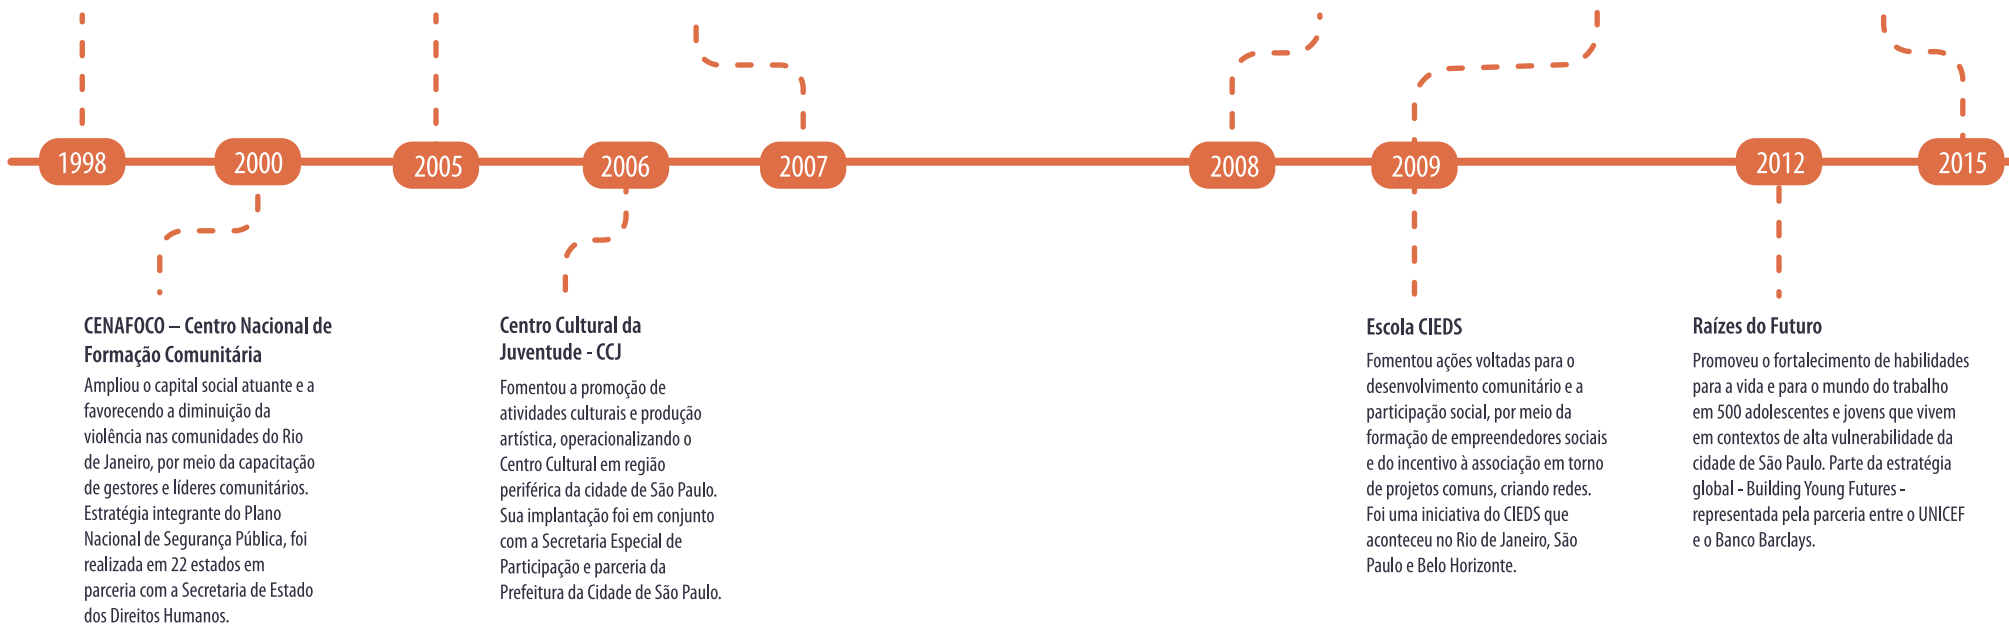 1998
2000
2005
2006
2007
2008
2009
2012
2015
CENAFOCO – Centro Nacional de
Formação Comunitária
Ampliou o capital social atuante e a
favorecendo a diminuição da
violência nas comunidades do Rio
de Janeiro, por meio da capacitação
de gestores e líderes comunitários.
Estratégia integrante do Plano
Nacional de Segurança Pública, foi
realizada em 22 estados em
parceria com a Secretaria de Estado
dos Direitos Humanos.
Centro Cultural da
Juventude - CCJ
Fomentou a promoção de
atividades culturais e produção
artística, operacionalizando o
Centro Cultural em região
periférica da cidade de São Paulo.
Sua implantação foi em conjunto
com a Secretaria Especial de
Participação e parceria da
Prefeitura da Cidade de São Paulo.
Escola CIEDS
Fomentou ações voltadas para o
desenvolvimento comunitário e a
participação social, por meio da
formação de empreendedores sociais
e do incentivo à associação em torno
de projetos comuns, criando redes.
Foi uma iniciativa do CIEDS que
aconteceu no Rio de Janeiro, São
Paulo e Belo Horizonte.
Raízes do Futuro
Promoveu o fortalecimento de habilidades
para a vida e para o mundo do trabalho
em 500 adolescentes e jovens que vivem
em contextos de alta vulnerabilidade da
cidade de São Paulo. Parte da estratégia
global - Building Young Futures -
representada pela parceria entre o UNICEF
e o Banco Barclays.